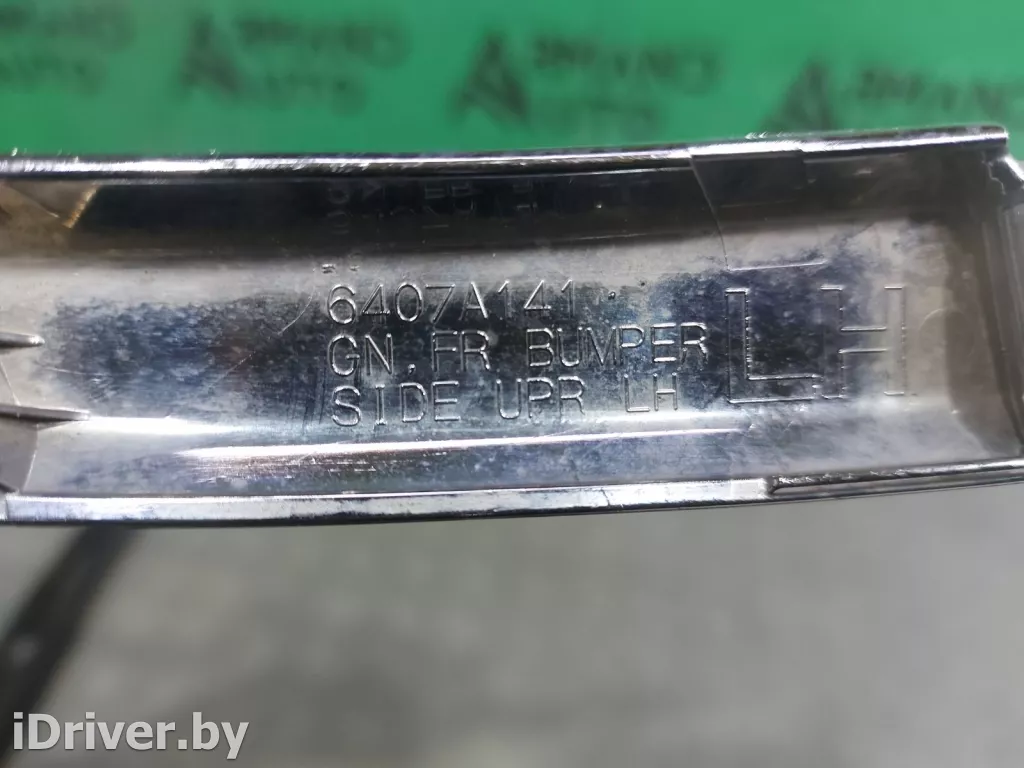 6407A141
GN,FR BUMPER
SIDE UPR LH
LH
iDriver.by